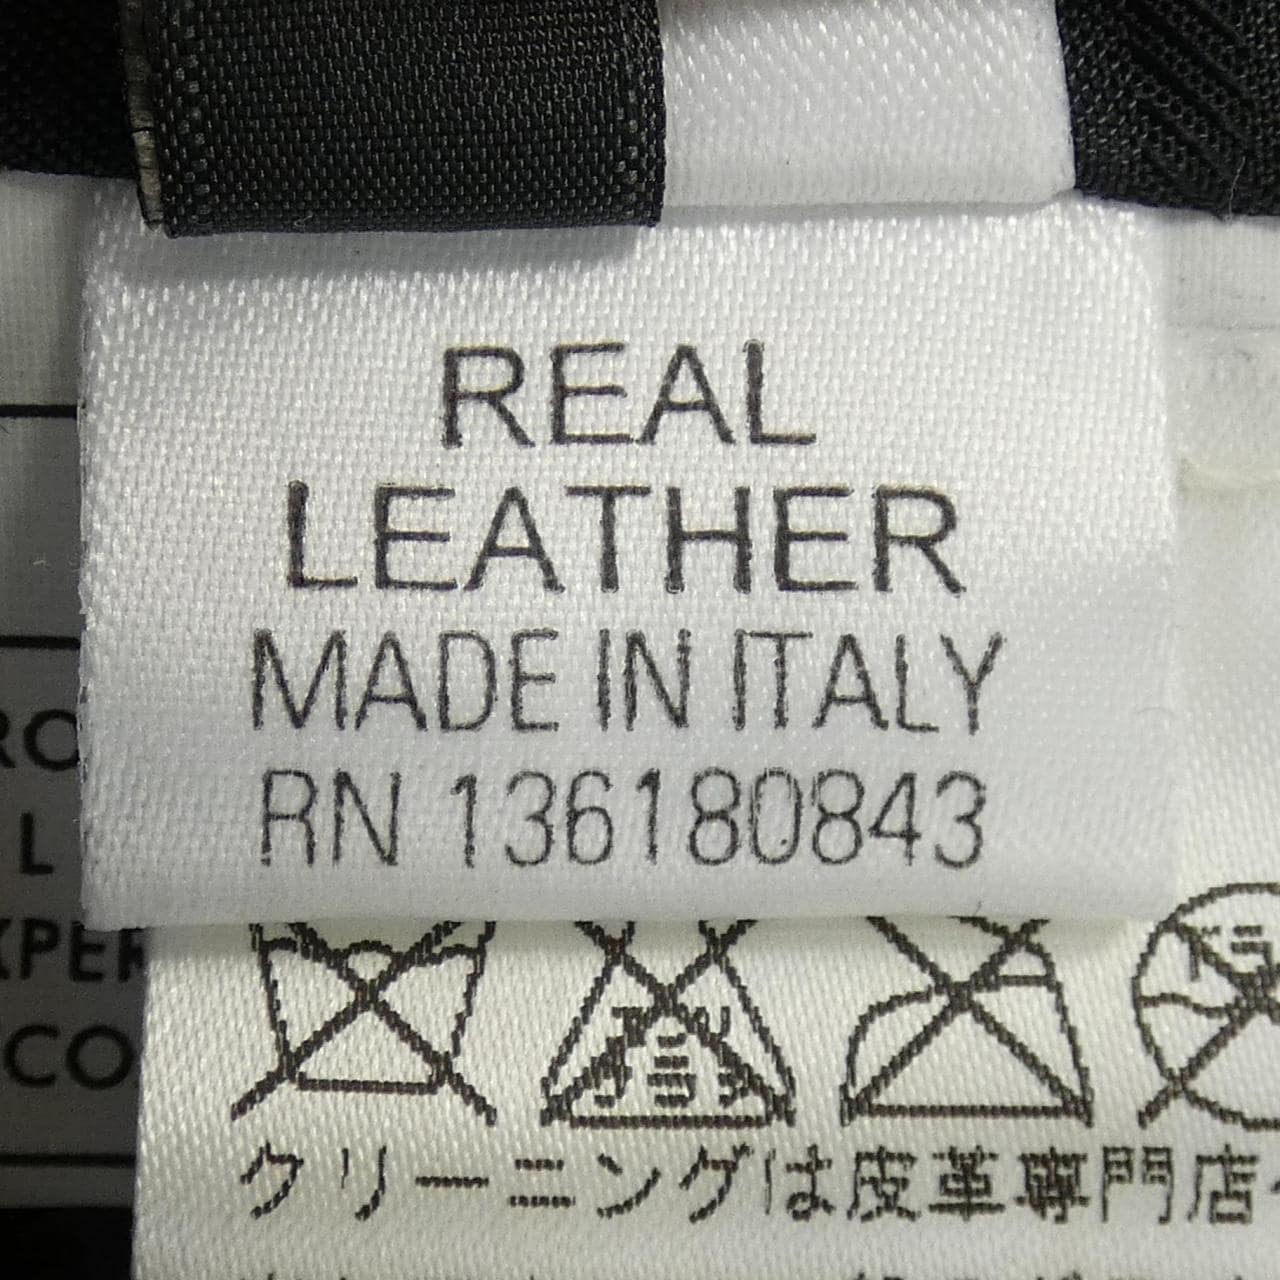 REAL
LEATHER
MADE IN ITALY
RN 136180843
L
CO
クリーニングは皮革専門店